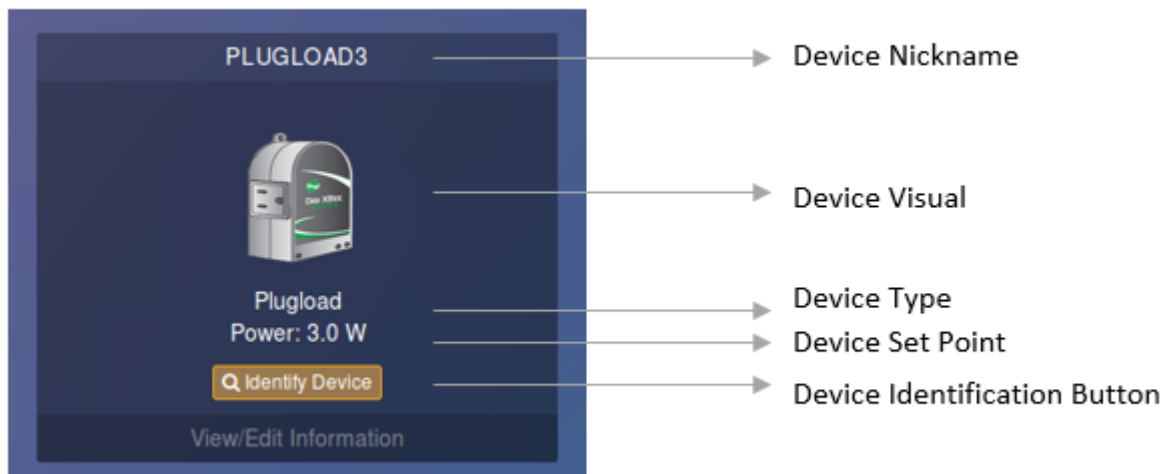 PLUGLOAD3
Device Nickname
Device Visual
Plugload
Device Type
Power: 3.0 W
Device Set Point
Identify Device
Device Identification Button
View/Edit Information